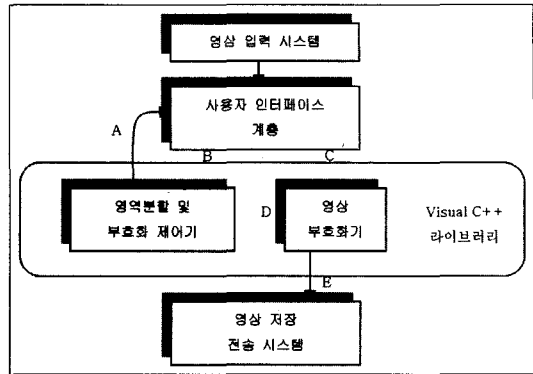 영삼 입력 시스템
사용자 인터페이스
계층
A
B
C
영역분할 및
부호화 제어기
D
영상
부호화기
Visual C++
라이브러리
E
영상 저장
전송 시스템